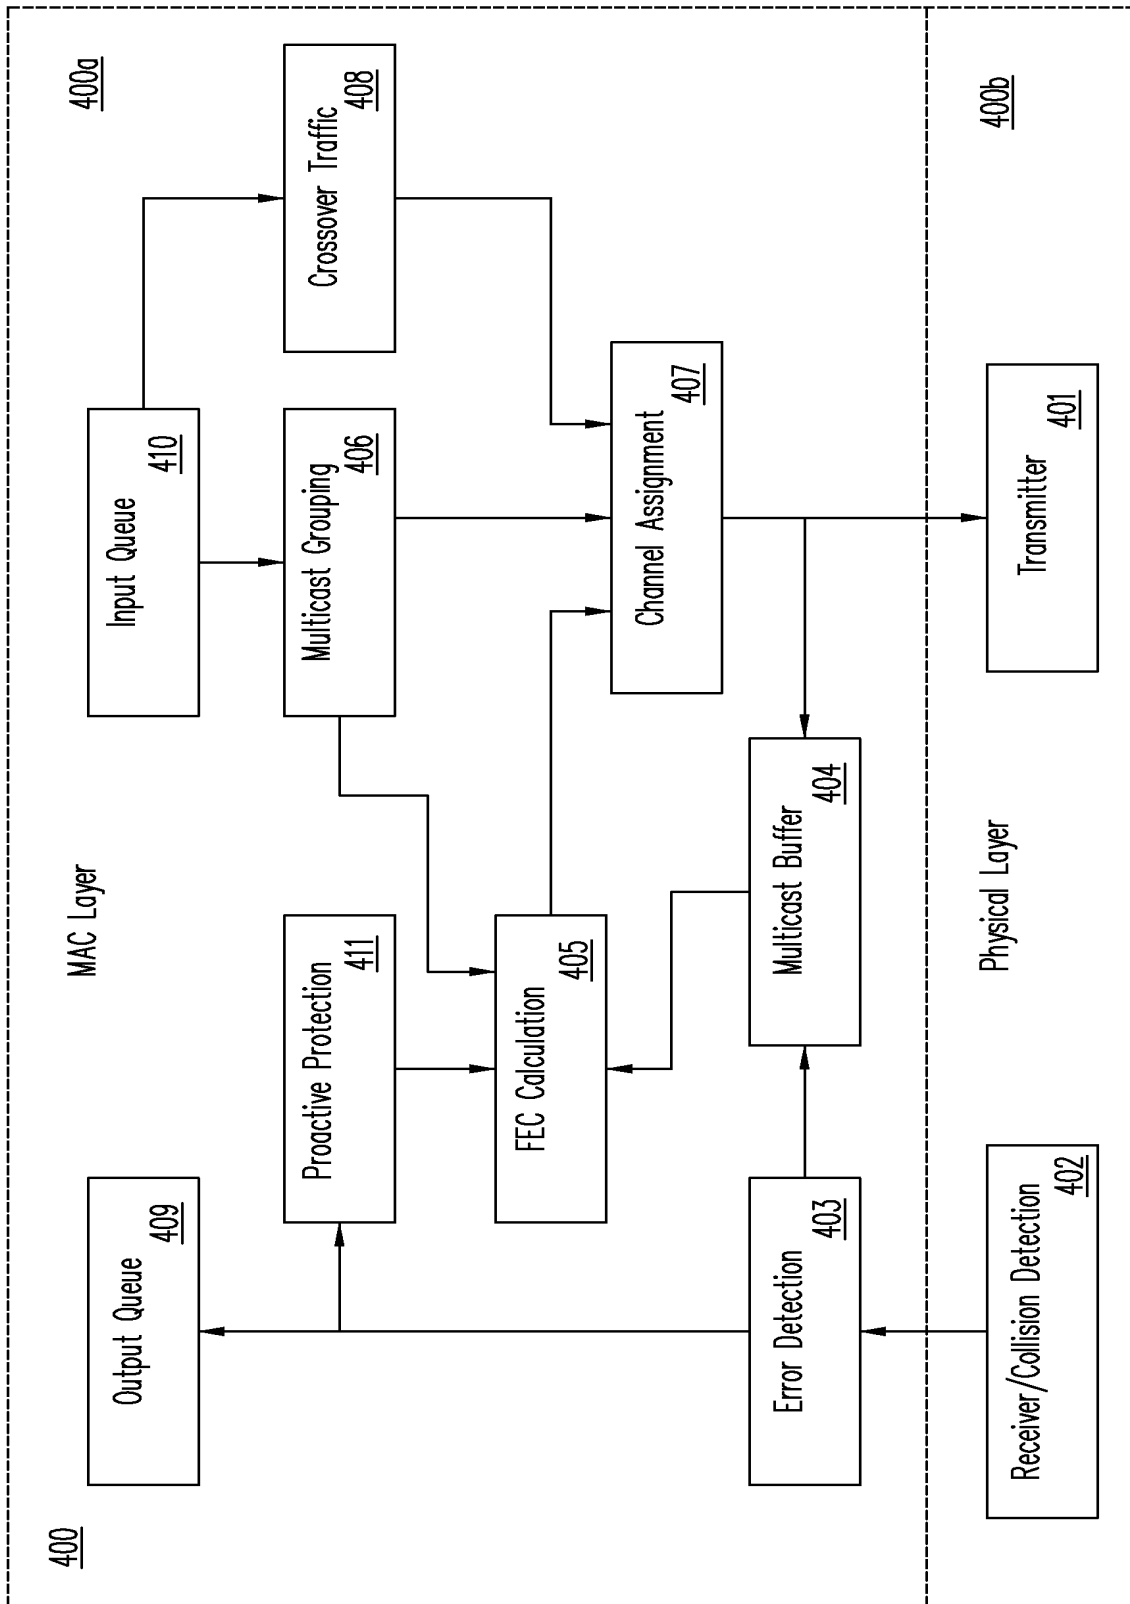 400
MAC Layer
400a
Output Queue
409
Input Queue
410
Proactive Protection
411
Multicast Grouping
406
Crossover Traffic
408
FEC Calculation
405
Channel Assignment
407
Error Detection
403
Multicast Buffer
404
Physical Layer
400b
Receiver/Collision Detection
402
Transmitter
401